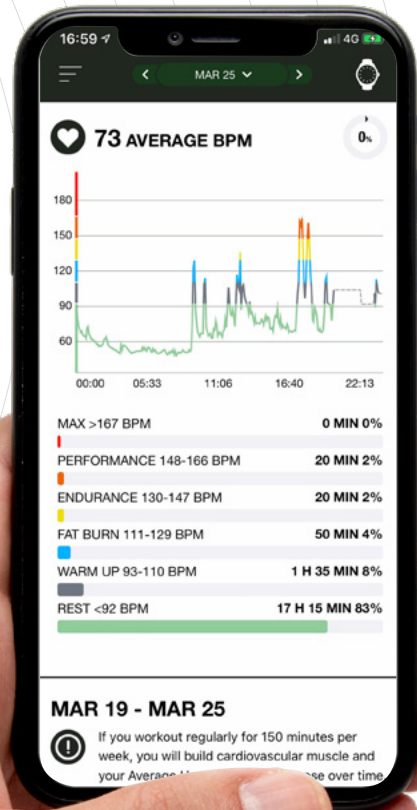 16:59
4G
MAR 25
73 AVERAGE BPM
0%
180
150
120
90
60
00:00 05:33 11:06 16:40 22:13
MAX >167 BPM 0 MIN 0%
PERFORMANCE 148-166 BPM 20 MIN 2%
ENDURANCE 130-147 BPM 20 MIN 2%
FAT BURN 111-129 BPM 50 MIN 4%
WARM UP 93-110 BPM 1 H 35 MIN 8%
REST <92 BPM 17 H 15 MIN 83%
MAR 19 - MAR 25
If you workout regularly for 150 minutes per
week, you will build cardiovascular muscle and
your Average over time